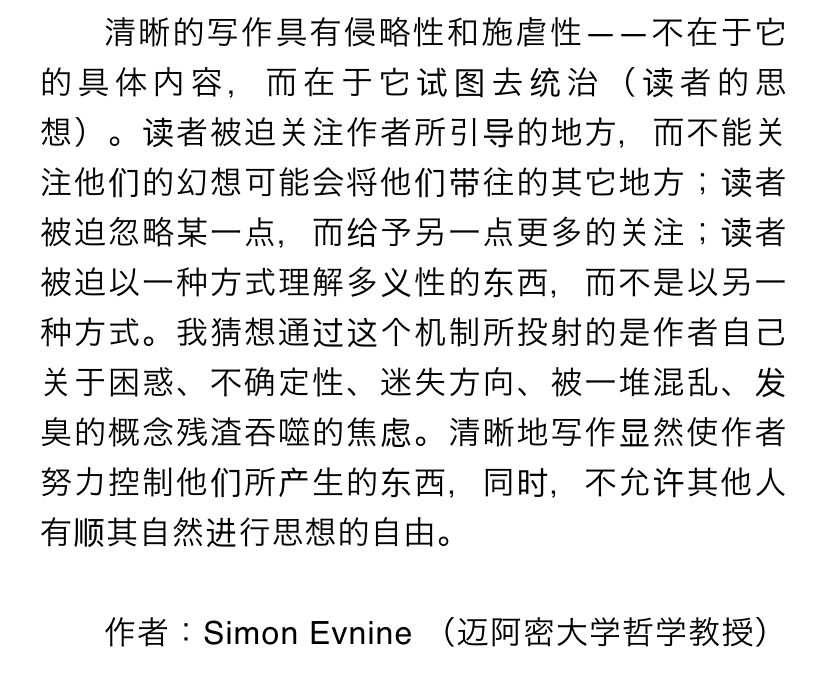 清晰的写作具有侵略性和施虐性——不在于它
的具体内容，而在于它试图去统治（读者的思
想）。读者被迫关注作者所引导的地方，而不能关
注他们的幻想可能会将他们带往的其它地方；读者
被迫忽略某一点，而给予另一点更多的关注；读者
被迫以一种方式理解多义性的东西，而不是以另一
种方式。我猜想通过这个机制所投射的是作者自己
关于困惑、不确定性、迷失方向、被一堆混乱、发
臭的概念残渣吞噬的焦虑。清晰地写作显然使作者
努力控制他们所产生的东西，同时，不允许其他人
有顺其自然进行思想的自由。
作者：Simon Evnine （迈阿密大学哲学教授）